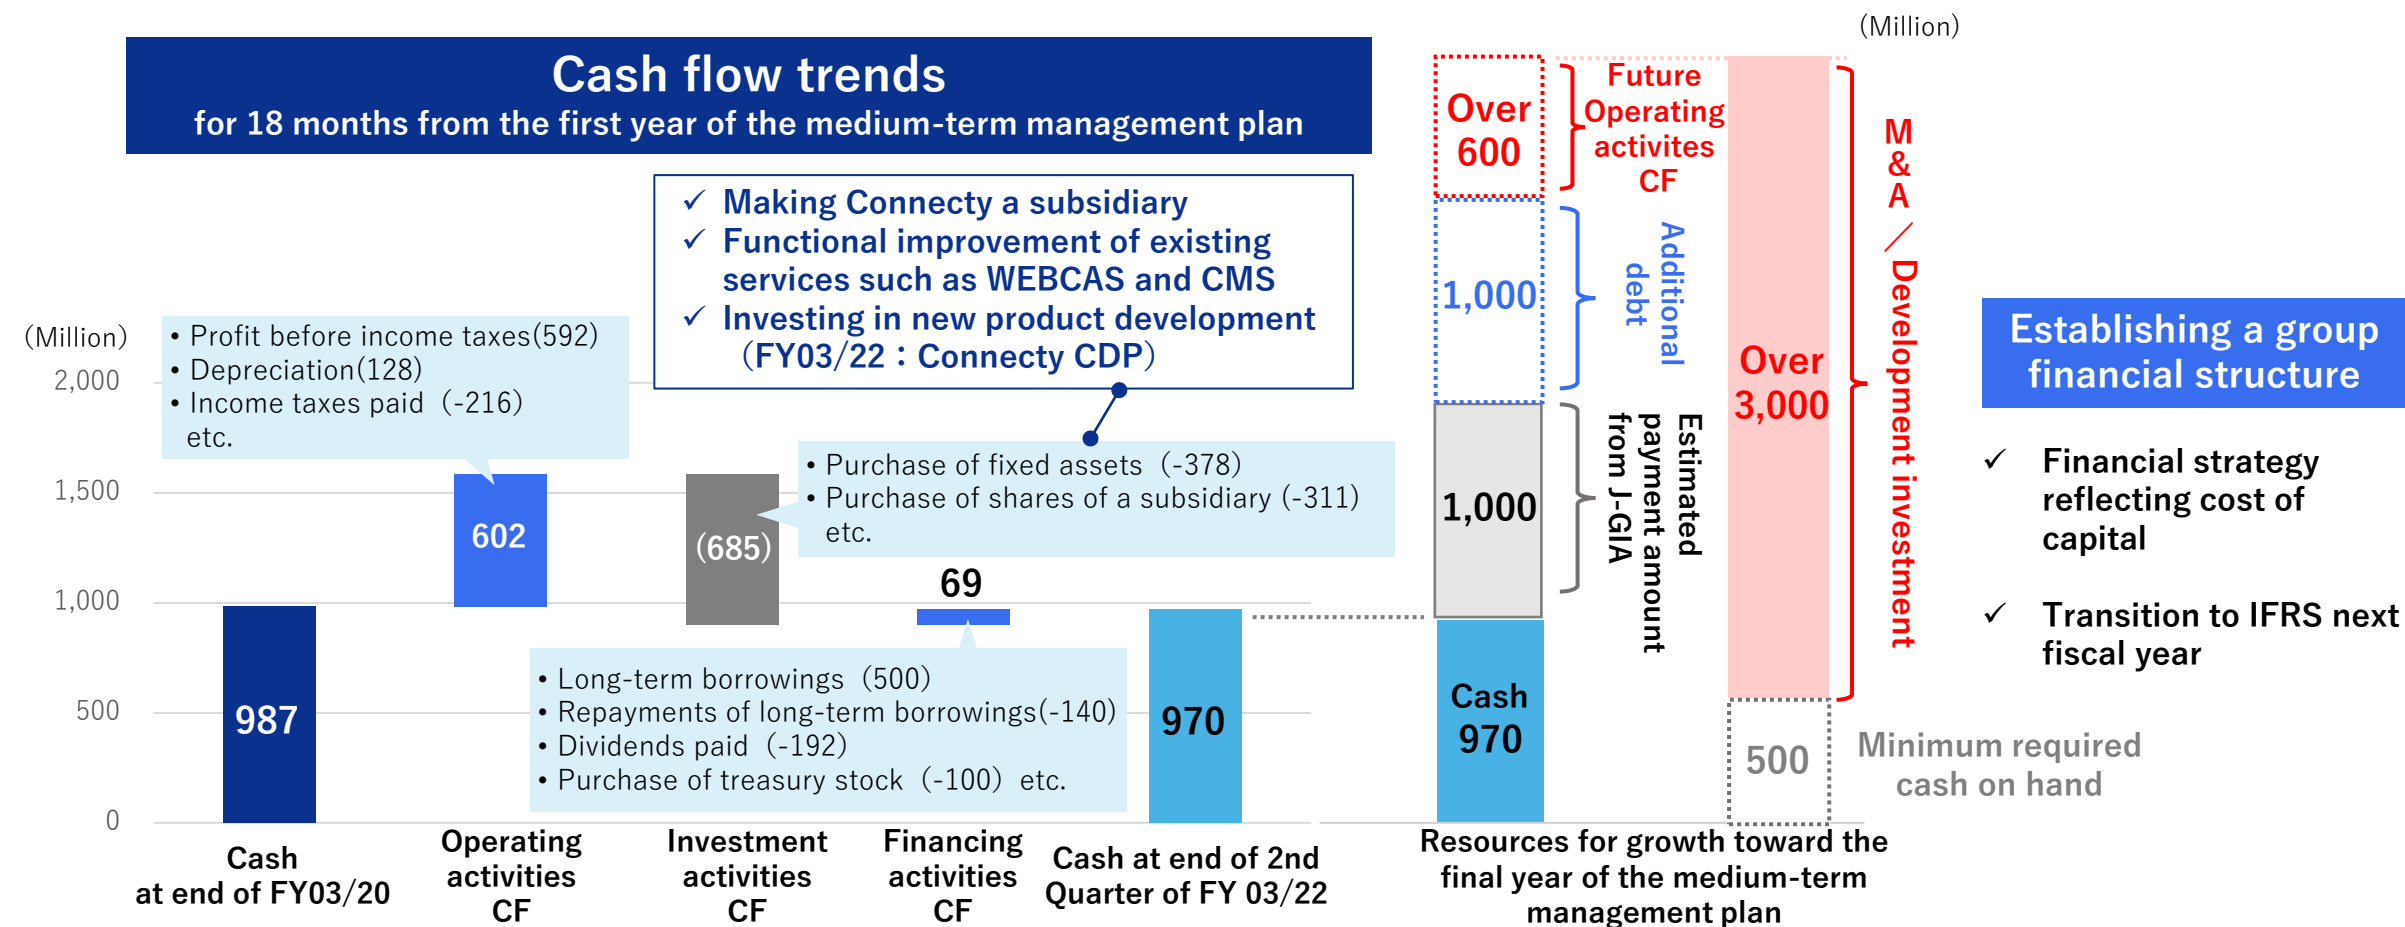 (Million)
Cash flow trends
for 18 months from the first year of the medium-term management plan
✓ Making Connecty a subsidiary
✓ Functional improvement of existing
services such as WEBCAS and CMS
✓ Investing in new product development
（FY03/22：Connecty CDP）
(Million)
2,000
1,500
1,000
500
0
• Profit before income taxes(592)
• Depreciation(128)
• Income taxes paid（-216）
etc.
602
(685)
• Purchase of fixed assets（-378）
• Purchase of shares of a subsidiary (-311)
etc.
69
• Long-term borrowings（500）
• Repayments of long-term borrowings(-140)
• Dividends paid（-192）
• Purchase of treasury stock（-100）etc.
987
970
Cash
at end of FY03/20
Operating
activities
CF
Investment
activities
CF
Financing
activities
CF
Cash at end of 2nd
Quarter of FY 03/22
Over
600
Future
Operating
activites
CF
1,000
Additional
debt
1,000
Estimated
payment amount
from J-GIA
Cash
970
Over
3,000
M&A／Development investment
500
Minimum required
cash on hand
Resources for growth toward the
final year of the medium-term
management plan
Establishing a group
financial structure
✓ Financial strategy
reflecting cost of
capital
✓ Transition to IFRS next
fiscal year